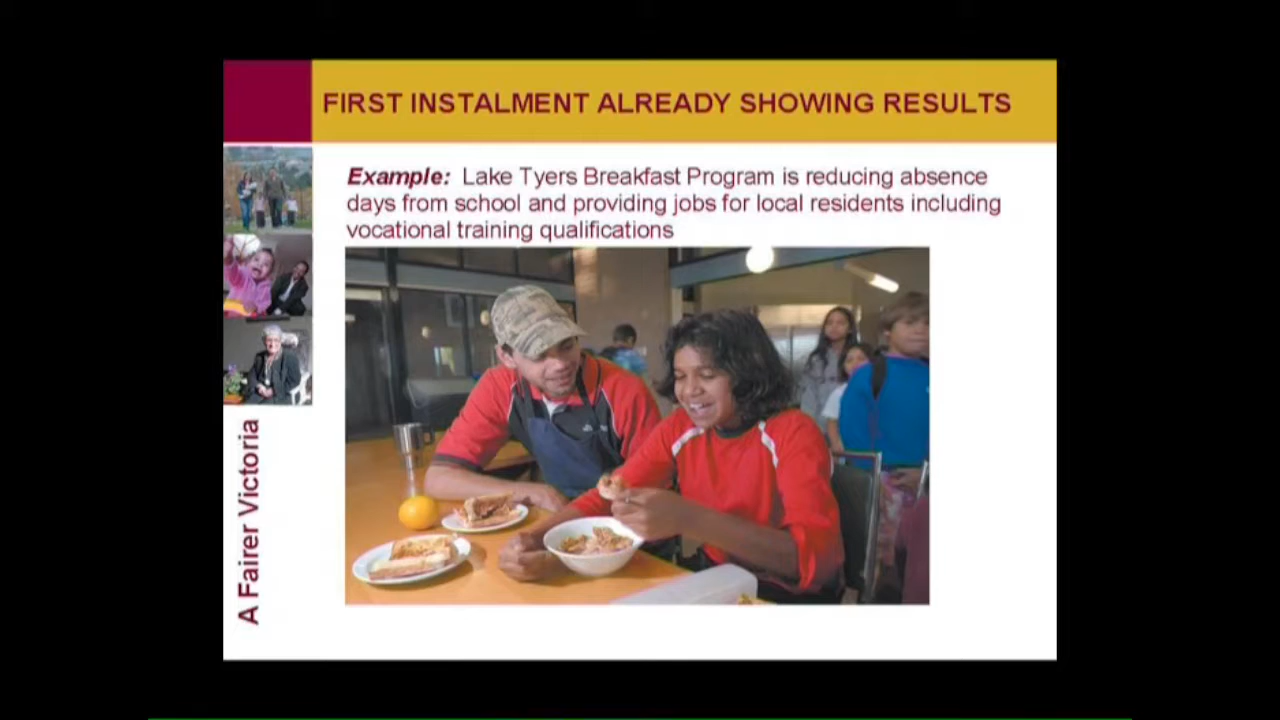 FIRST INSTALMENT ALREADY SHOWING RESULTS
Example: Lake Tyers Breakfast Program is reducing absence
days from school and providing jobs for local residents including
vocational training qualifications
A Fairer Victoria